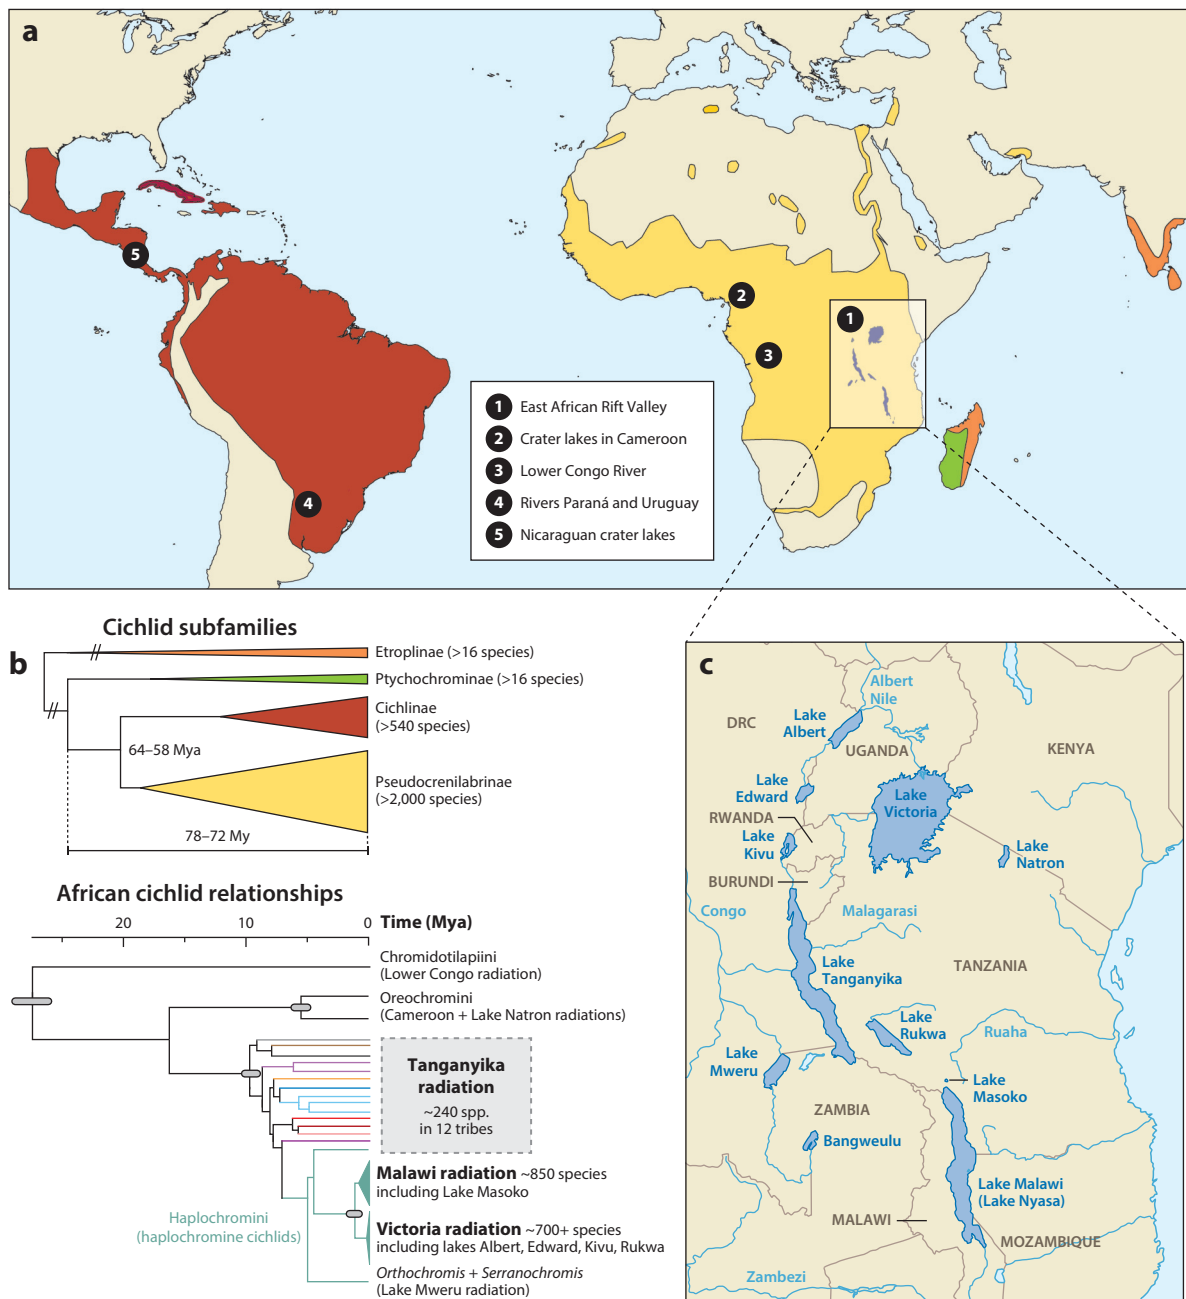 a
1 East African Rift Valley
2 Crater lakes in Cameroon
3 Lower Congo River
4 Rivers Paraná and Uruguay
5 Nicaraguan crater lakes
5
4
2
3
1
b
Cichlid subfamilies
Etroplinae (>16 species)
Ptychochrominae (>16 species)
Cichlinae
(>540 species)
64–58 Mya
Pseudocrenilabrinae
(>2,000 species)
78–72 My
African cichlid relationships
20
10
0
Time (Mya)
Chromidotilapiini
(Lower Congo radiation)
Oreochromini
(Cameroon + Lake Natron radiations)
Tanganyika
radiation
~240 spp.
in 12 tribes
Malawi radiation ~850 species
including Lake Masoko
Haplochromini
(haplochromine cichlids)
Victoria radiation ~700+ species
including lakes Albert, Edward, Kivu, Rukwa
Orthochromis + Serranochromis
(Lake Mweru radiation)
c
Albert
Nile
DRC
Lake
Albert
UGANDA
KENYA
Lake
Edward
Lake
Victoria
RWANDA
Lake
Kivu
Lake
Natron
BURUNDI
Congo
Malagarasi
Lake
Tanganyika
TANZANIA
Lake
Rukwa
Ruaha
Lake
Mweru
Lake
Masoko
ZAMBIA
Bangweulu
Lake Malawi
(Lake Nyasa)
MALAWI
MOZAMBIQUE
Zambezi